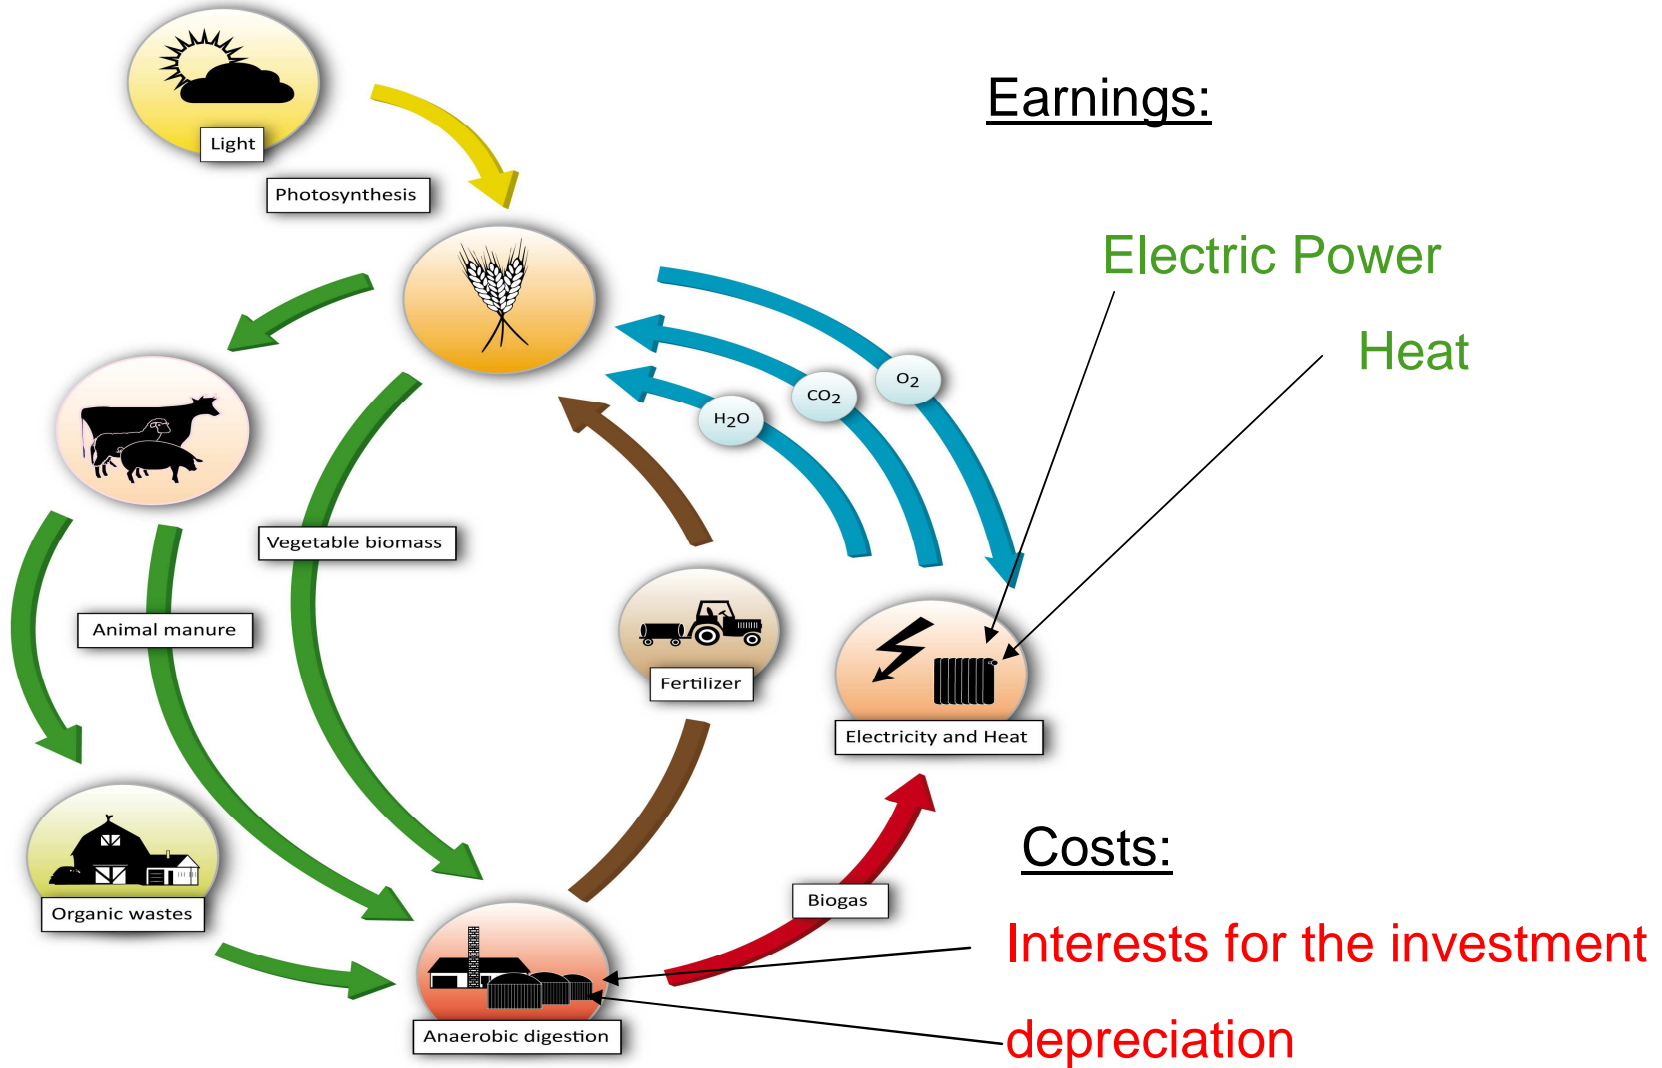 Earnings:
Light
Photosynthesis
Electric Power
Heat
O2
CO2
H2O
Vegetable biomass
Animal manure
Fertilizer
Electricity and Heat
Costs:
Biogas
Organic wastes
Interests for the investment
Anaerobic digestion
depreciation